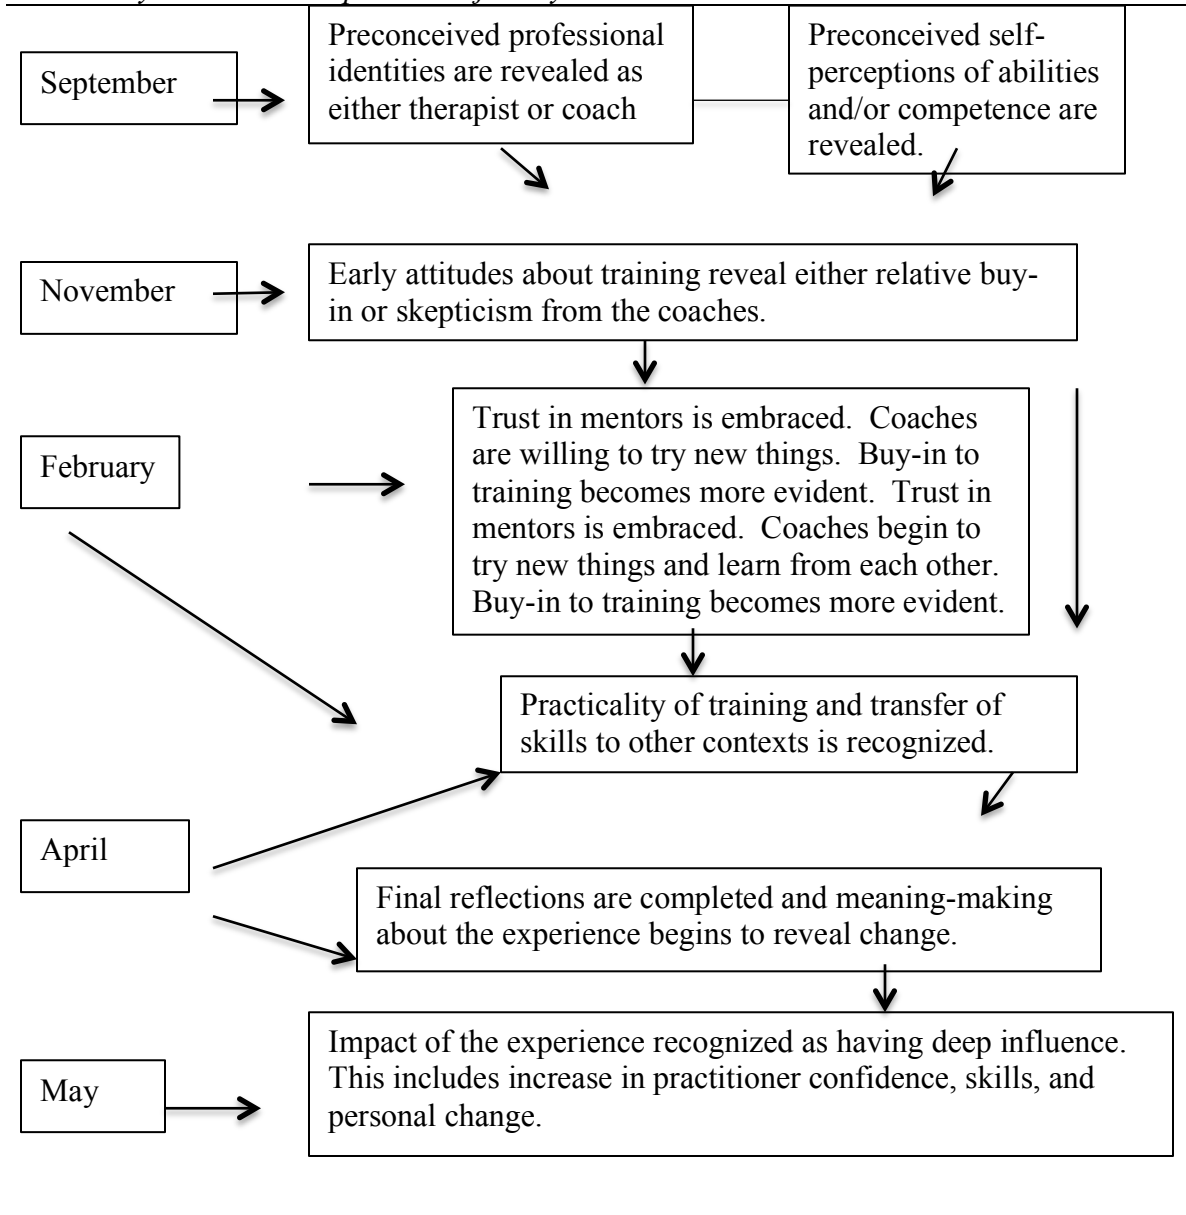 Preconceived professional
identities are revealed as
either therapist or coach
Preconceived self-
perceptions of abilities
and/or competence are
revealed.
September
Early attitudes about training reveal either relative buy-
in or skepticism from the coaches.
November
Trust in mentors is embraced.  Coaches
are willing to try new things.  Buy-in to
training becomes more evident.  Trust in
mentors is embraced.  Coaches begin to
try new things and learn from each other.
Buy-in to training becomes more evident.
February
Practicality of training and transfer of
skills to other contexts is recognized.
April
Final reflections are completed and meaning-making
about the experience begins to reveal change.
Impact of the experience recognized as having deep influence.
This includes increase in practitioner confidence, skills, and
personal change.
May